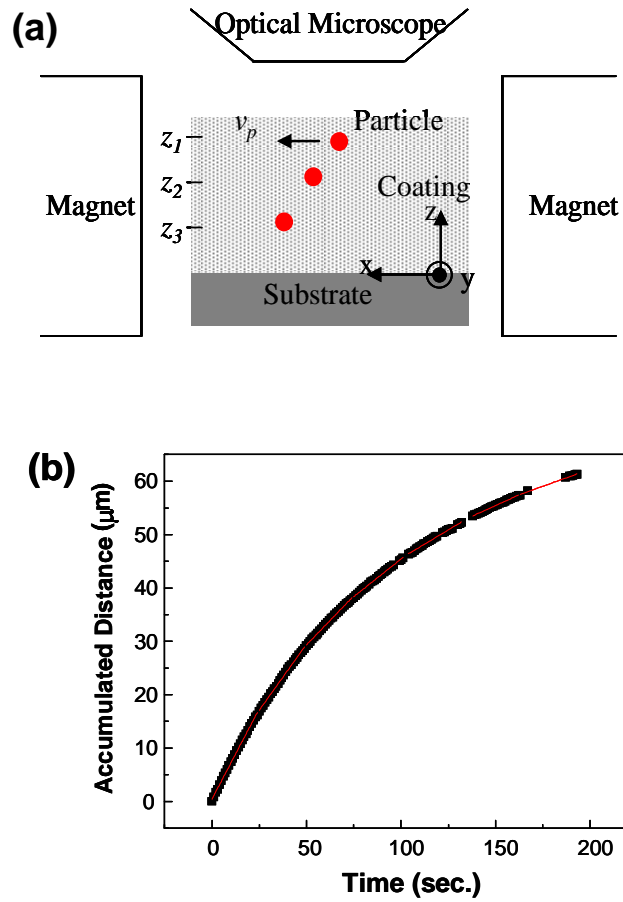 (a)
Optical Microscope
z1
vp
Particle
z2
Coating
Magnet
z3
z
Magnet
x
y
Substrate
(b)
60
50
40
30
20
10
0
Accumulated Distance (μm)
0 50 100 150 200
Time (sec.)